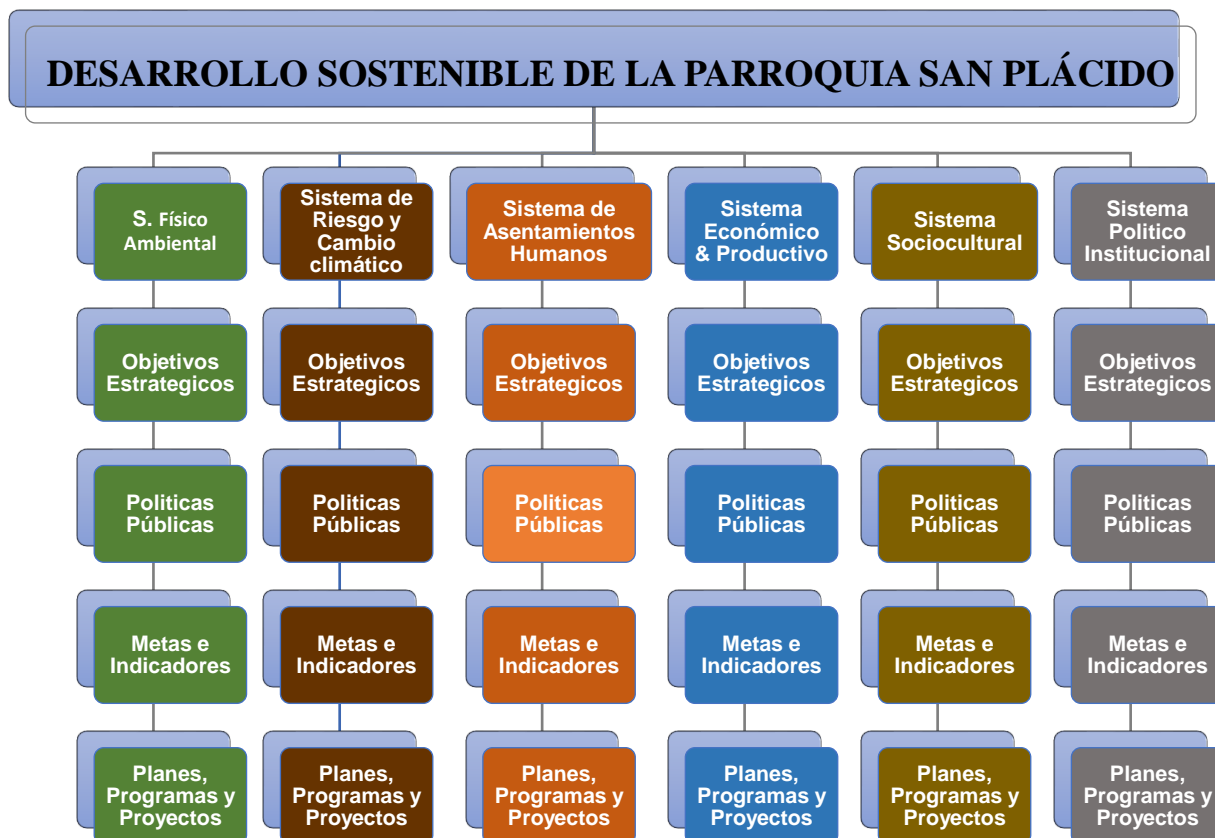 DESARROLLO SOSTENIBLE DE LA PARROQUIA SAN PLÁCIDO
S. Físico
Ambiental
Sistema de
Riesgo y
Cambio
climático
Sistema de
Asentamientos
Humanos
Sistema
Económico
& Productivo
Sistema
Sociocultural
Sistema
Politico
Institucional
Objetivos
Estrategicos
Objetivos
Estrategicos
Objetivos
Estrategicos
Objetivos
Estrategicos
Objetivos
Estrategicos
Objetivos
Estrategicos
Politicas
Públicas
Politicas
Públicas
Politicas
Públicas
Politicas
Públicas
Politicas
Públicas
Politicas
Públicas
Metas e
Indicadores
Metas e
Indicadores
Metas e
Indicadores
Metas e
Indicadores
Metas e
Indicadores
Metas e
Indicadores
Planes,
Programas y
Proyectos
Planes,
Programas y
Proyectos
Planes,
Programas y
Proyectos
Planes,
Programas y
Proyectos
Planes,
Programas y
Proyectos
Planes,
Programas y
Proyectos